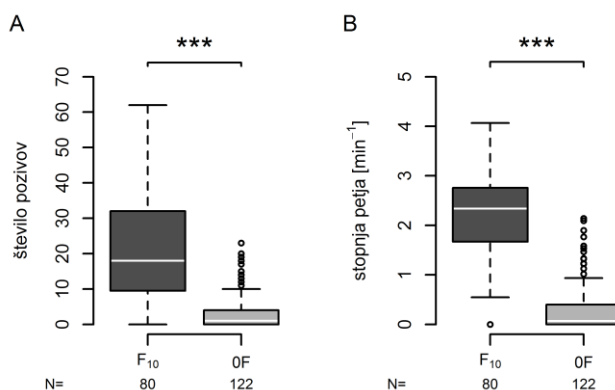 A
***
število pozivov
70
60
50
40
30
20
10
0
F₁₀ 0F
N= 80 122
B
***
stopnja petja [min⁻¹]
5
4
3
2
1
0
F₁₀ 0F
N= 80 122